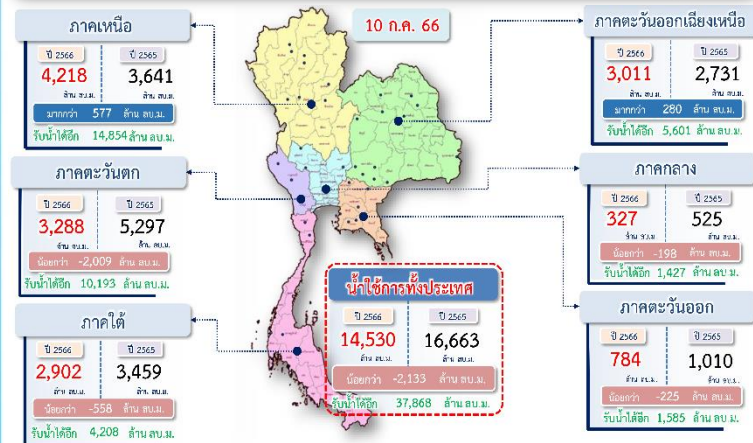 10 ก.ค. 66
ภาคเหนือ
ปี 2566 ปี 2565
4,218 3,641
ล้าน ลบ.ม. ล้าน ลบ.ม.
มากกว่า 577 ล้าน ลบ.ม.
รับน้ำได้อีก 14,854 ล้าน ลบ.ม.
ภาคตะวันตก
ปี 2566 ปี 2565
3,288 5,297
ล้าน ลบ.ม. ล้าน ลบ.ม.
น้อยกว่า -2,009 ล้าน ลบ.ม.
รับน้ำได้อีก 10,193 ล้าน ลบ.ม.
ภาคใต้
ปี 2566 ปี 2565
2,902 3,459
ล้าน ลบ.ม. ล้าน ลบ.ม.
น้อยกว่า -558 ล้าน ลบ.ม.
รับน้ำได้อีก 4,208 ล้าน ลบ.ม.
น้ำใช้การทั้งประเทศ
ปี 2566 ปี 2565
14,530 16,663
ล้าน ลบ.ม. ล้าน ลบ.ม.
น้อยกว่า -2,133 ล้าน ลบ.ม.
รับน้ำได้อีก 37,868 ล้าน ลบ.ม.
ภาคตะวันออกเฉียงเหนือ
ปี 2566 ปี 2565
3,011 2,731
ล้าน ลบ.ม. ล้าน ลบ.ม.
มากกว่า 280 ล้าน ลบ.ม.
รับน้ำได้อีก 5,601 ล้าน ลบ.ม.
ภาคกลาง
ปี 2566 ปี 2565
327 525
ล้าน ลบ.ม. ล้าน ลบ.ม.
น้อยกว่า -198 ล้าน ลบ.ม.
รับน้ำได้อีก 1,427 ล้าน ลบ.ม.
ภาคตะวันออก
ปี 2566 ปี 2565
784 1,010
ล้าน ลบ.ม. ล้าน ลบ.ม.
น้อยกว่า -225 ล้าน ลบ.ม.
รับน้ำได้อีก 1,585 ล้าน ลบ.ม.